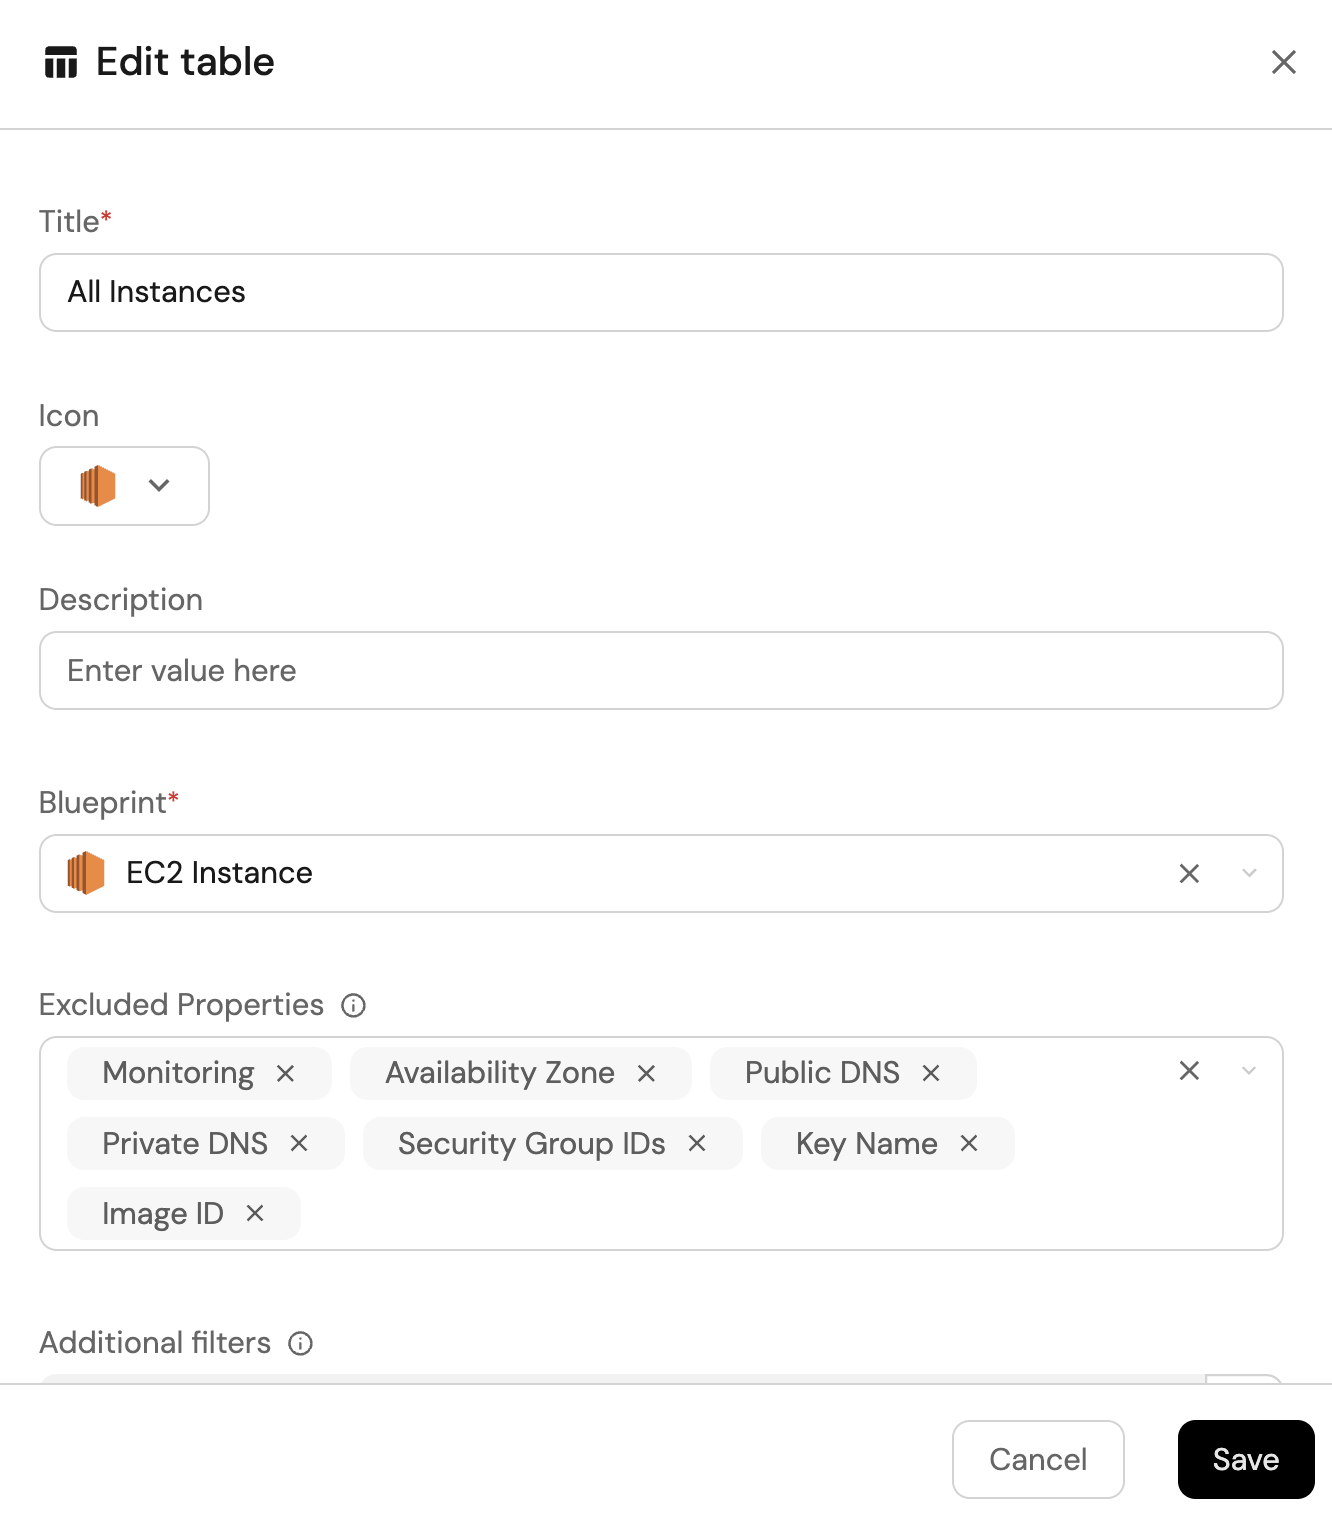 Edit table
Title*
All Instances
Icon
Description
Enter value here
Blueprint*
EC2 Instance
Excluded Properties
Monitoring Availability Zone Public DNS
Private DNS Security Group IDs Key Name
Image ID
Additional filters
Cancel Save